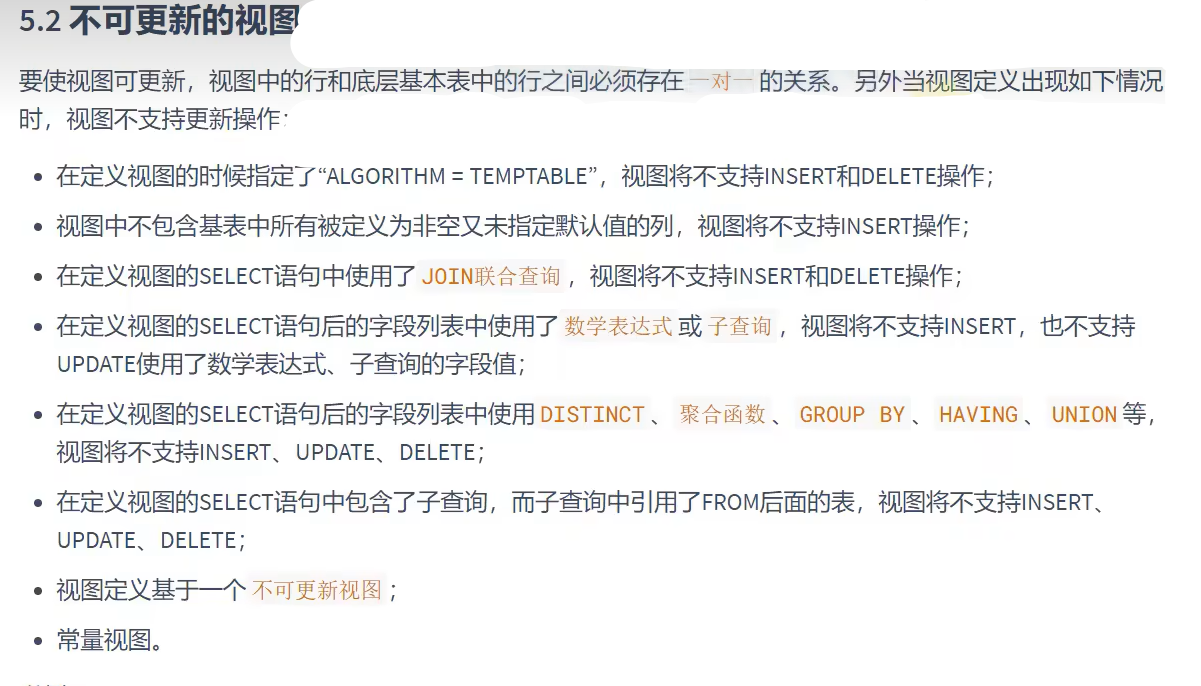 5.2 不可更新的视图
要使视图可更新，视图中的行和底层基本表中的行之间必须存在 一对一 的关系。另外当视图定义出现如下情况
时，视图不支持更新操作：
• 在定义视图的时候指定了“ALGORITHM = TEMPTABLE”，视图将不支持INSERT和DELETE操作；
• 视图中不包含基表中所有被定义为非空又未指定默认值的列，视图将不支持INSERT操作；
• 在定义视图的SELECT语句中使用了 JOIN联合查询 ，视图将不支持INSERT和DELETE操作；
• 在定义视图的SELECT语句后的字段列表中使用了 数学表达式 或 子查询 ，视图将不支持INSERT，也不支持
UPDATE使用了数学表达式、子查询的字段值；
• 在定义视图的SELECT语句后的字段列表中使用 DISTINCT 、 聚合函数 、 GROUP BY 、 HAVING 、 UNION 等，
视图将不支持INSERT、UPDATE、DELETE；
• 在定义视图的SELECT语句中包含了子查询，而子查询中引用了FROM后面的表，视图将不支持INSERT、
UPDATE、DELETE；
• 视图定义基于一个 不可更新视图 ；
• 常量视图。